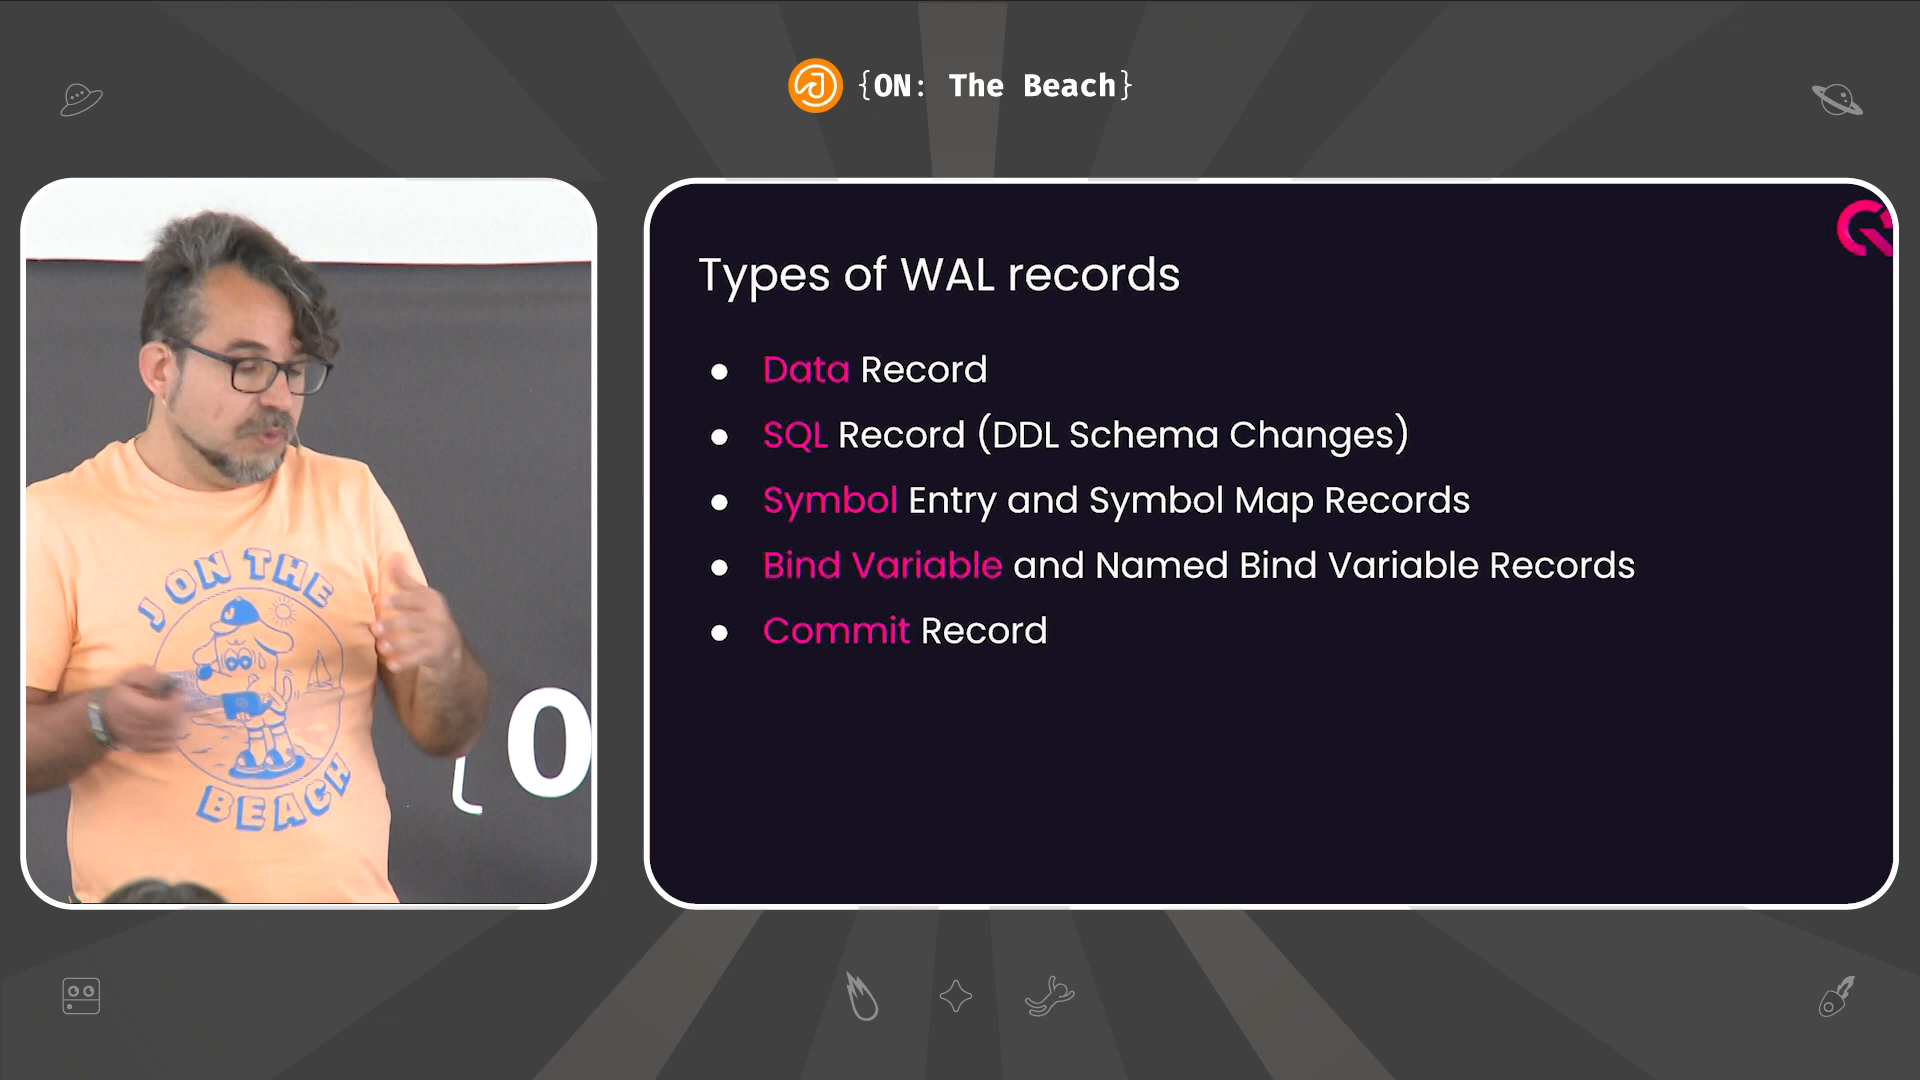 {ON: The Beach}
J ON THE
BEACH
{ O
Types of WAL records
● Data Record
● SQL Record (DDL Schema Changes)
● Symbol Entry and Symbol Map Records
● Bind Variable and Named Bind Variable Records
● Commit Record